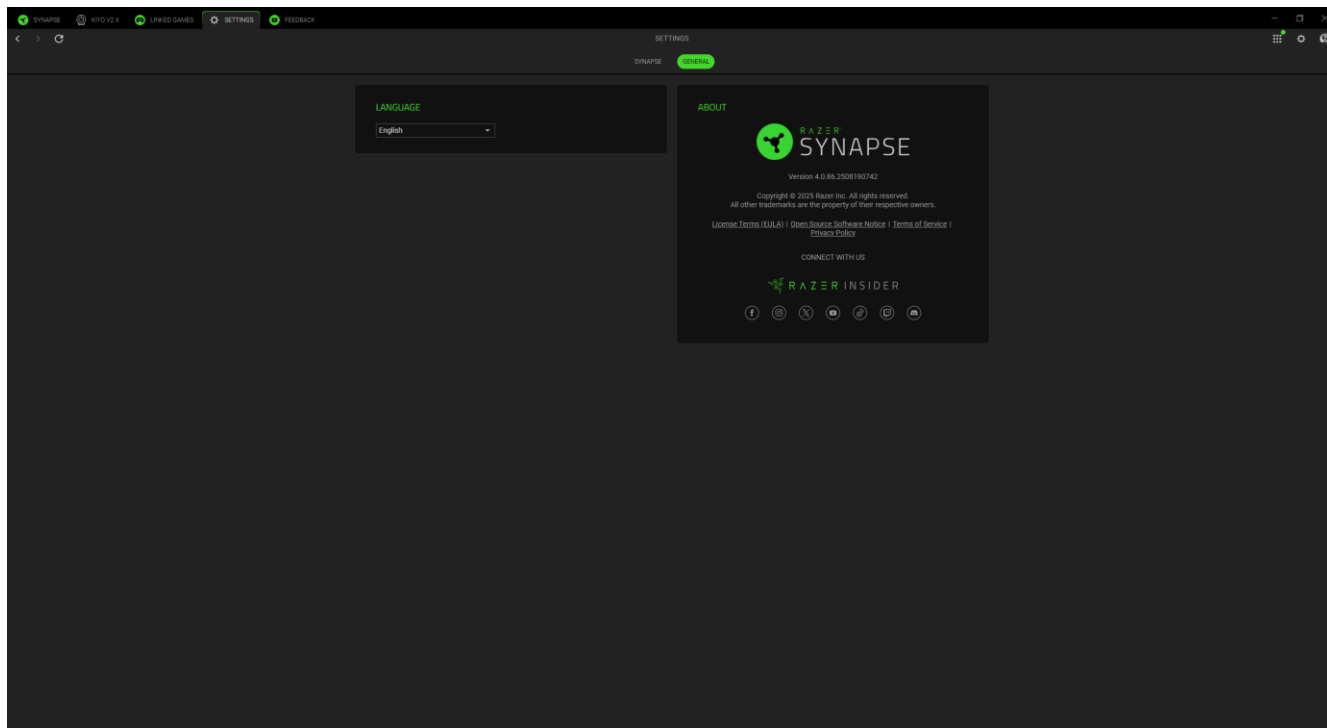 SYNAPSE KIYO V2 X LINKED GAMES SETTINGS FEEDBACK
SETTINGS
SYNAPSE GENERAL
LANGUAGE
English
ABOUT
RAZER
SYNAPSE
Version 4.0.86.2508190742
Copyright © 2025 Razer Inc. All rights reserved.
All other trademarks are the property of their respective owners.
License Terms (EULA) | Open Source Software Notice | Terms of Service |
Privacy Policy
CONNECT WITH US
RAZER INSIDER